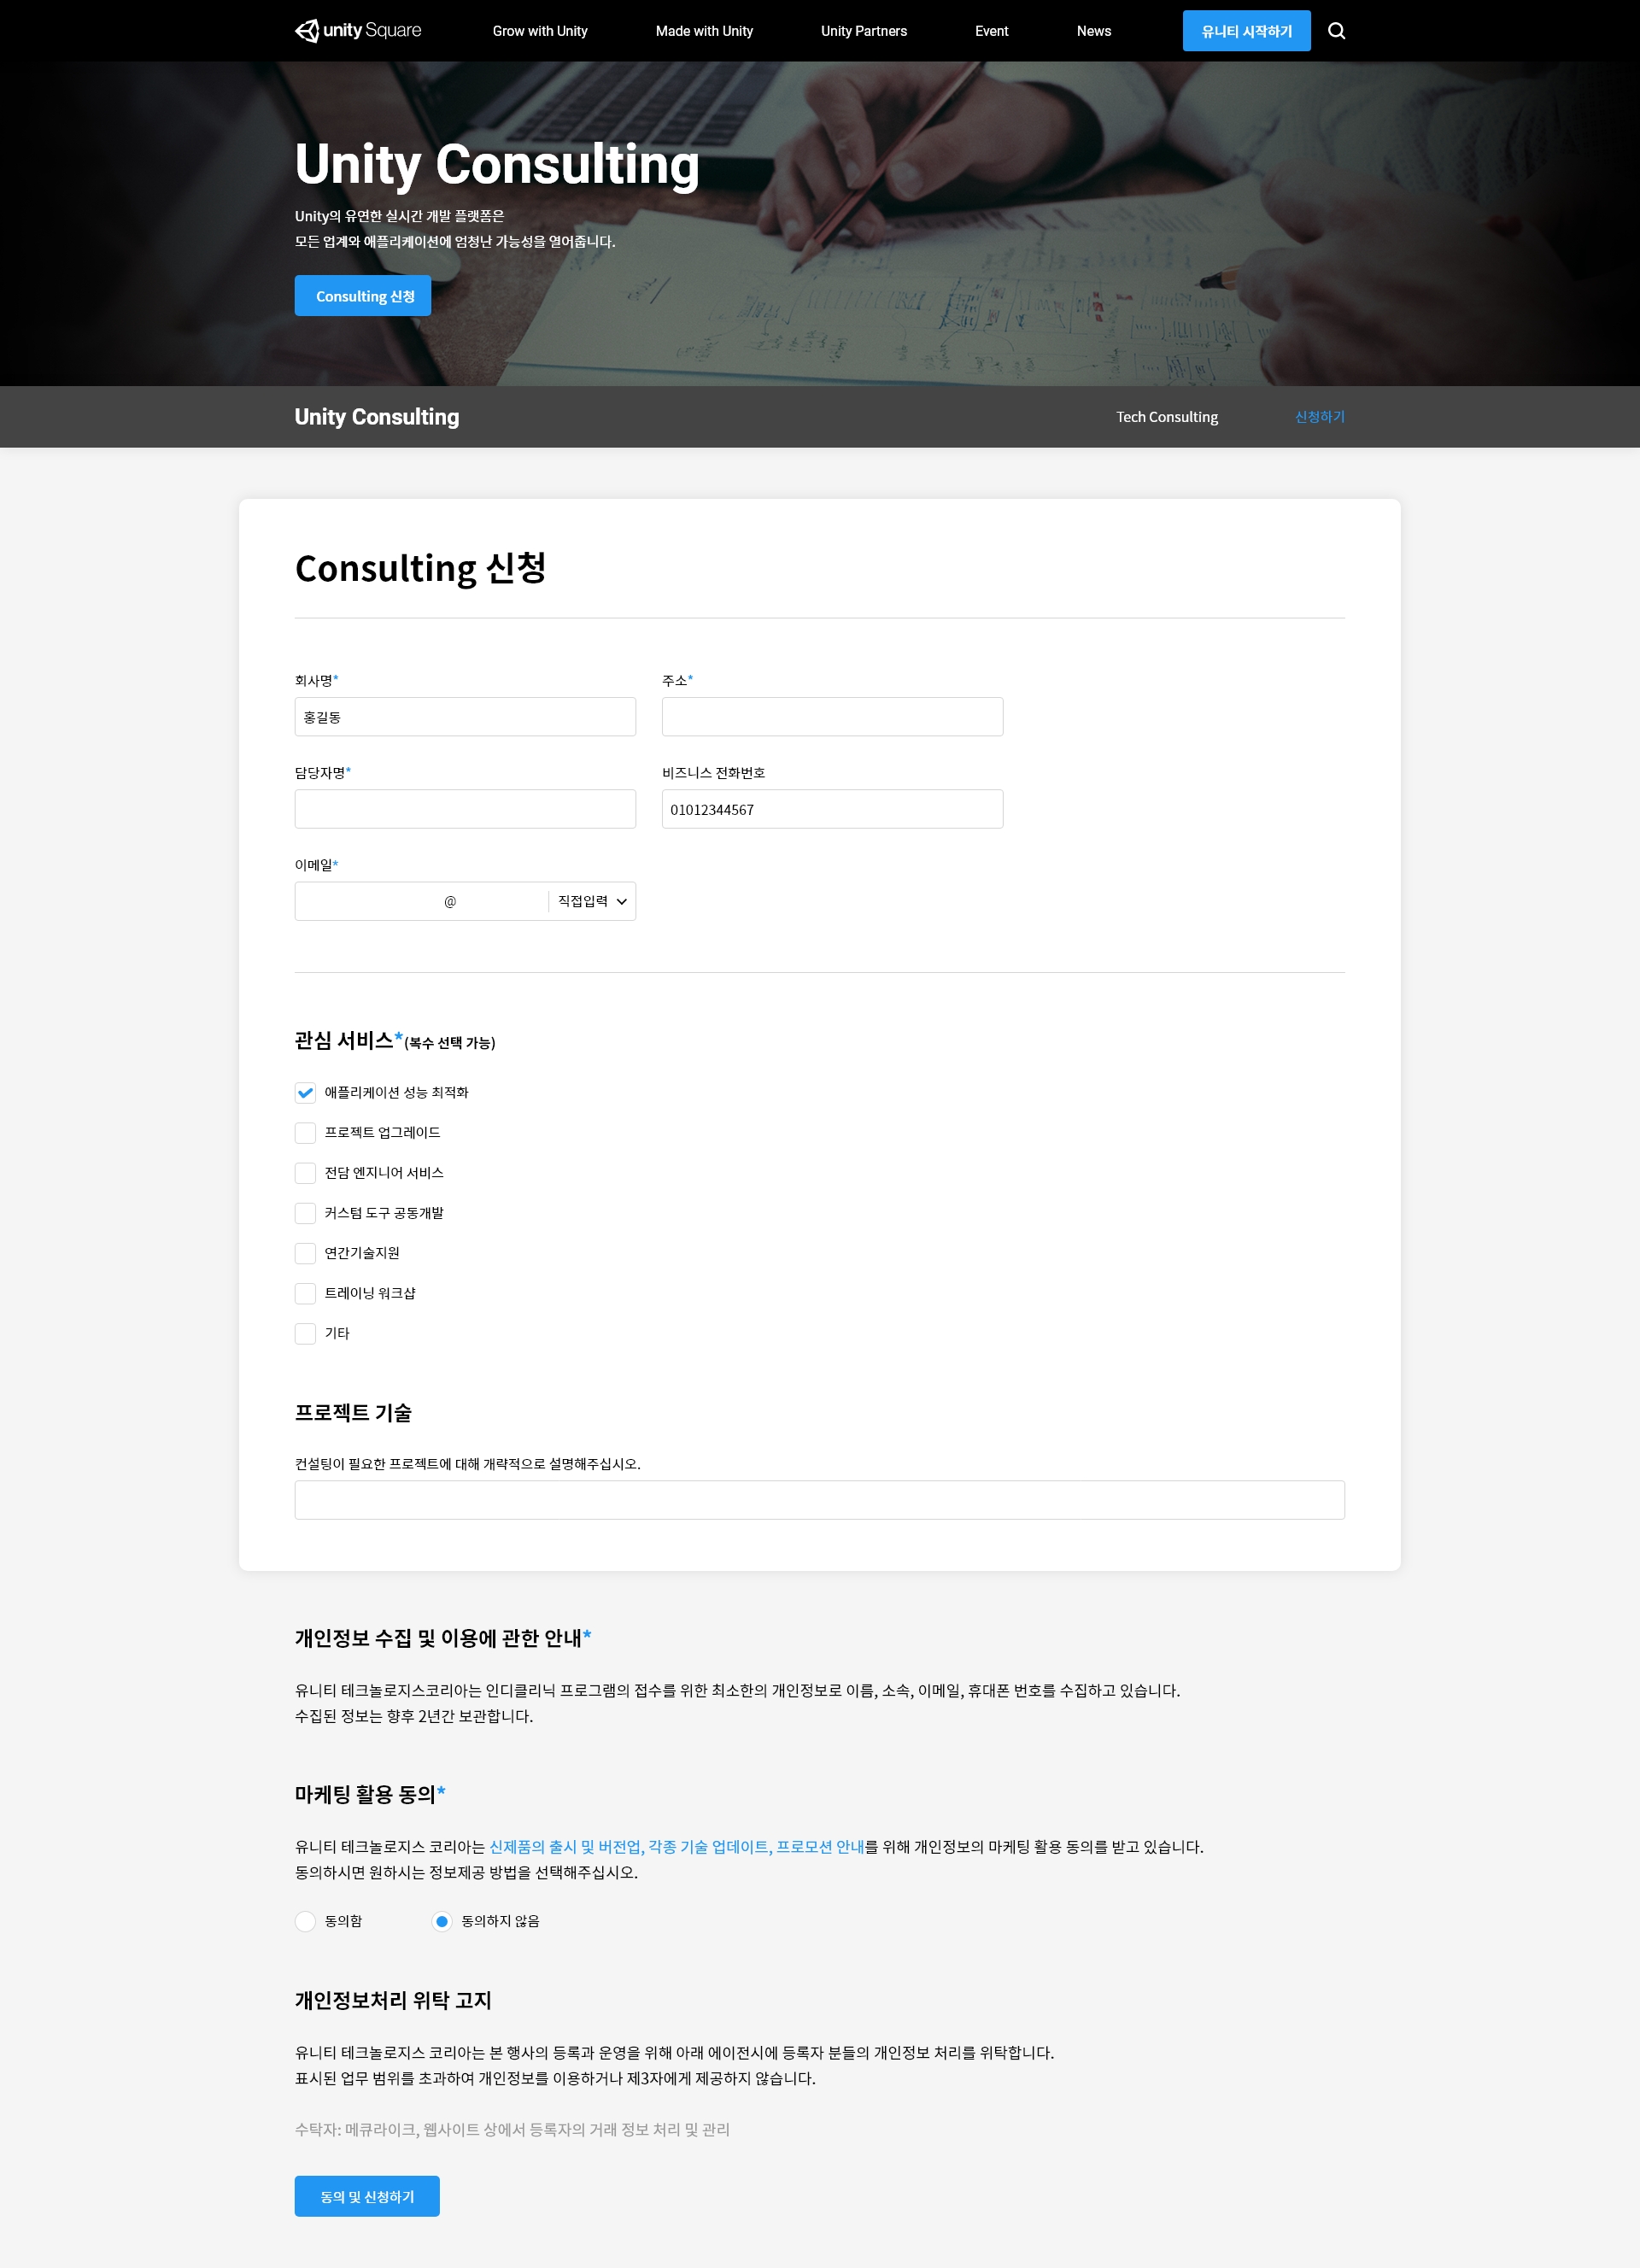 unity Square
Grow with Unity
Made with Unity
Unity Partners
Event
News
유니티 시작하기
Unity Consulting
Unity의 유연한 실시간 개발 플랫폼은
모든 업계와 애플리케이션에 엄청난 가능성을 열어줍니다.
Consulting 신청
Unity Consulting
Tech Consulting
신청하기
Consulting 신청
회사명*
주소*
홍길동
담당자명*
비즈니스 전화번호
01012344567
이메일*
@ 직접입력
관심 서비스*(복수 선택 가능)
애플리케이션 성능 최적화
프로젝트 업그레이드
전담 엔지니어 서비스
커스텀 도구 공동개발
연간기술지원
트레이닝 워크샵
기타
프로젝트 기술
컨설팅이 필요한 프로젝트에 대해 개략적으로 설명해주십시오.
개인정보 수집 및 이용에 관한 안내*
유니티 테크놀로지스코리아는 인디클리닉 프로그램의 접수를 위한 최소한의 개인정보로 이름, 소속, 이메일, 휴대폰 번호를 수집하고 있습니다.
수집된 정보는 향후 2년간 보관합니다.
마케팅 활용 동의*
유니티 테크놀로지스 코리아는 신제품의 출시 및 버전업, 각종 기술 업데이트, 프로모션 안내를 위해 개인정보의 마케팅 활용 동의를 받고 있습니다.
동의하시면 원하시는 정보제공 방법을 선택해주십시오.
동의함
동의하지 않음
개인정보처리 위탁 고지
유니티 테크놀로지스 코리아는 본 행사의 등록과 운영을 위해 아래 에이전시에 등록자 분들의 개인정보 처리를 위탁합니다.
표시된 업무 범위를 초과하여 개인정보를 이용하거나 제3자에게 제공하지 않습니다.
수탁자: 메큐라이크, 웹사이트 상에서 등록자의 거래 정보 처리 및 관리
동의 및 신청하기